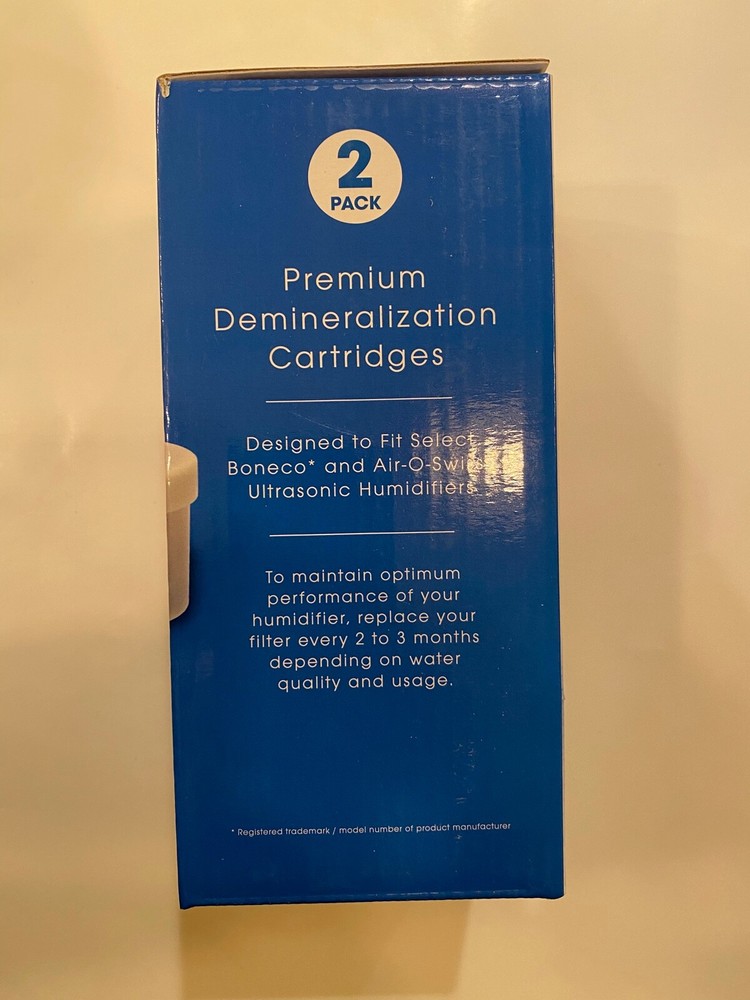 2
PACK
Premium
Demineralization
Cartridges
Designed to Fit Select
Boneco* and Air-O-Swiss
Ultrasonic Humidifiers
To maintain optimum
performance of your
humidifier, replace your
filter every 2 to 3 months
depending on water
quality and usage.
* Registered trademark / model number of product manufacturer